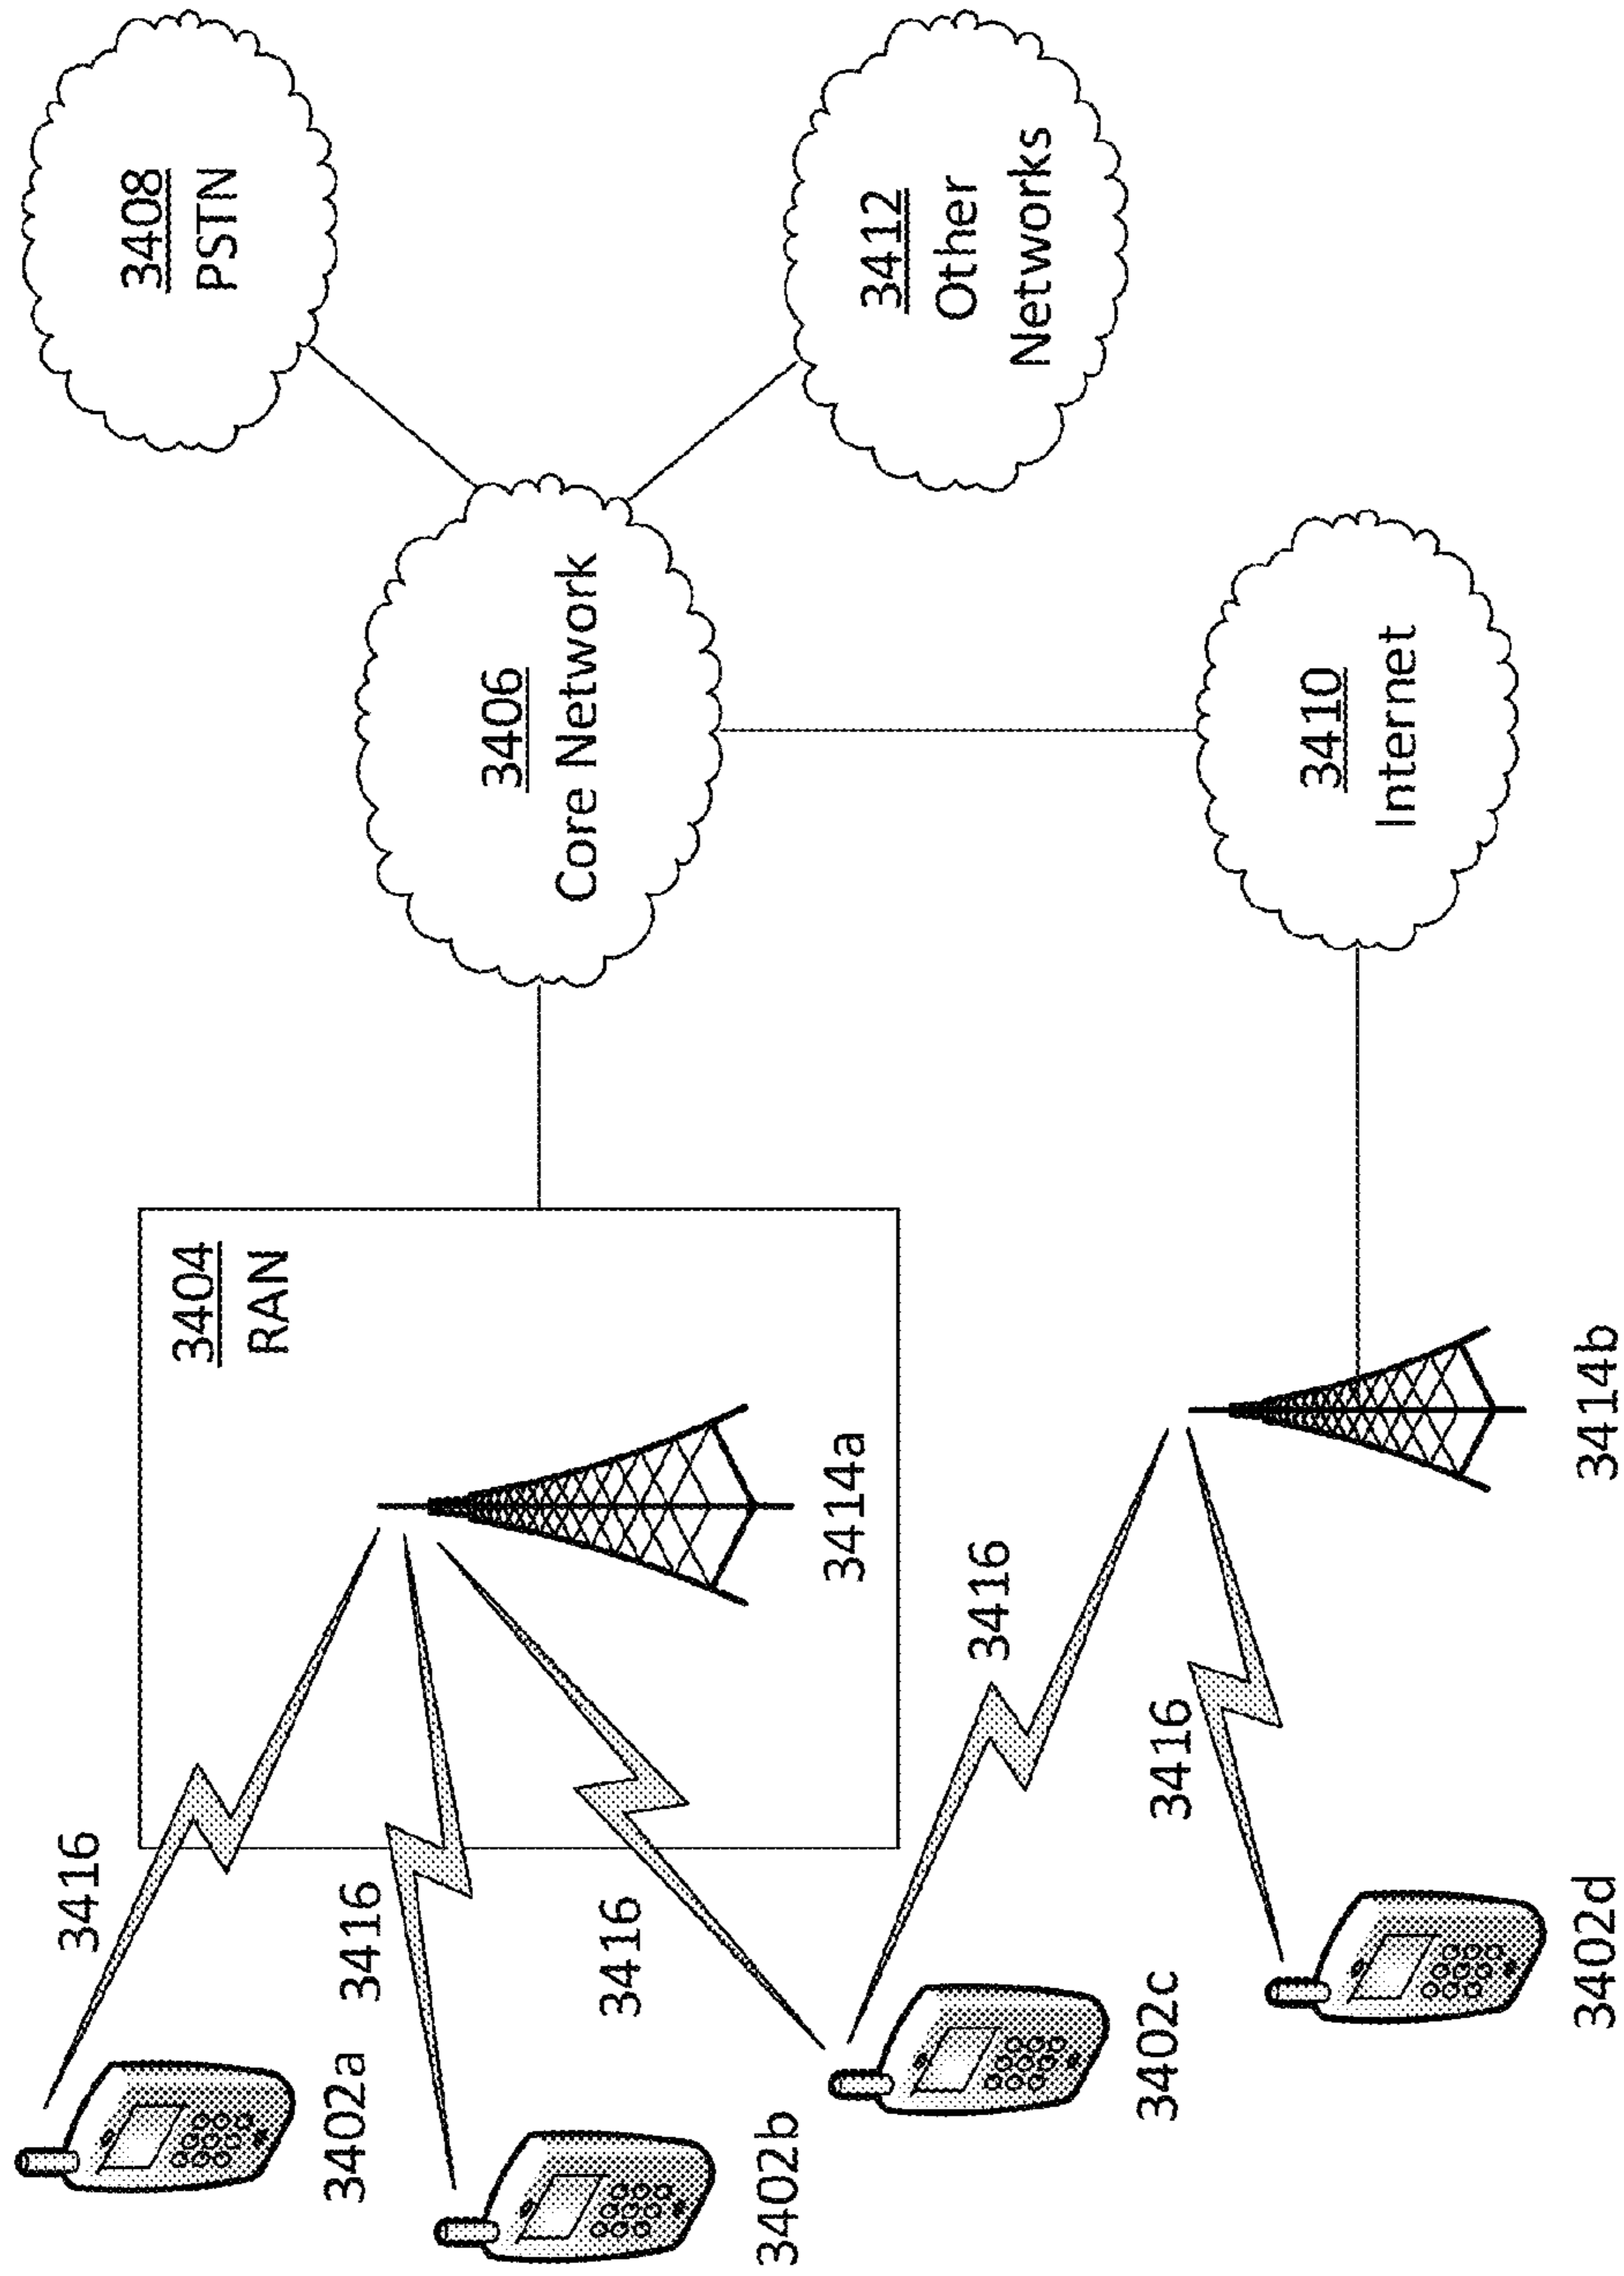 3416
3402a
3416
3402b
3416
3402c
3416
3416
3402d
3404
RAN
3414a
3414b
3406
Core Network
3408
PSTN
3412
Other
Networks
3410
Internet